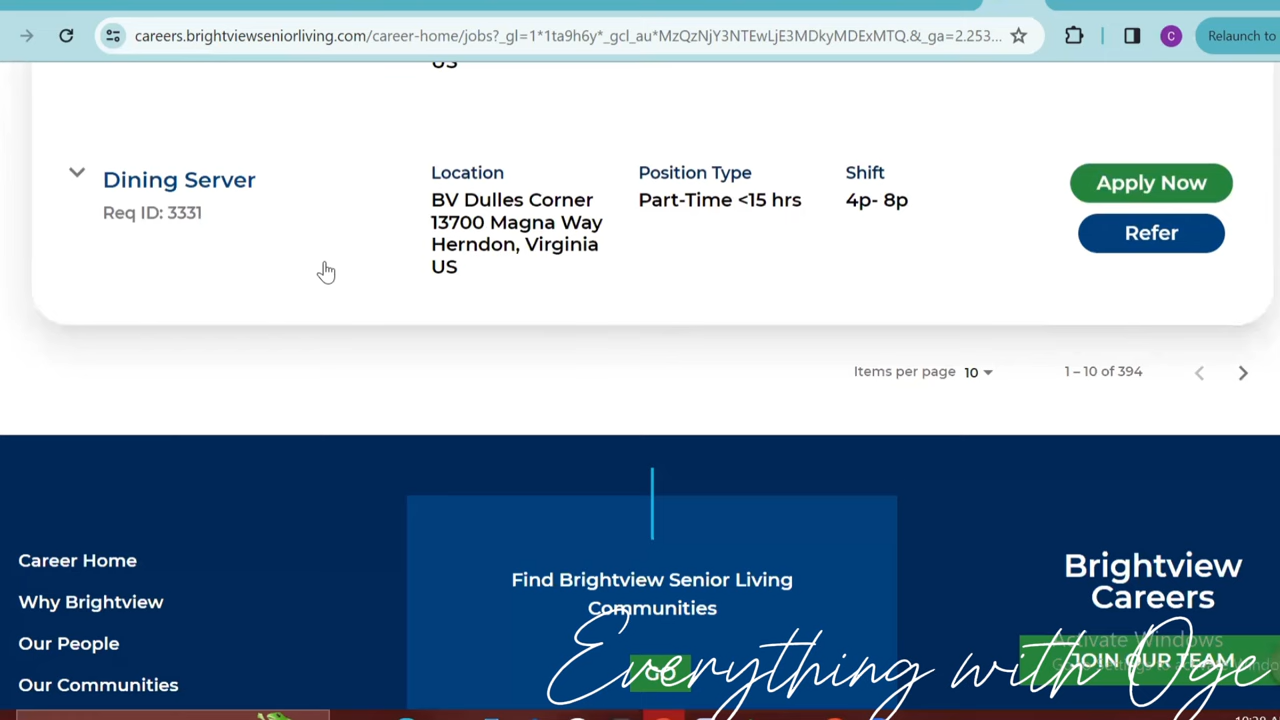 careers.brightviewseniorliving.com/career-home/jobs?_gl=1*1ta9h6y*_gcl_au*MzQzNjY3NTEwLjE3MDkyMDExMTQ.&_ga=2.253...
C
Relaunch to
US
Dining Server
Req ID: 3331
Location
BV Dulles Corner
13700 Magna Way
Herndon, Virginia
US
Position Type
Part-Time <15 hrs
Shift
4p- 8p
Apply Now
Refer
Items per page 10
1 – 10 of 394
Career Home
Why Brightview
Our People
Our Communities
Find Brightview Senior Living
Communities
GO
Brightview
Careers
Activate Windows
JOIN OUR TEAM
Everything with Oge